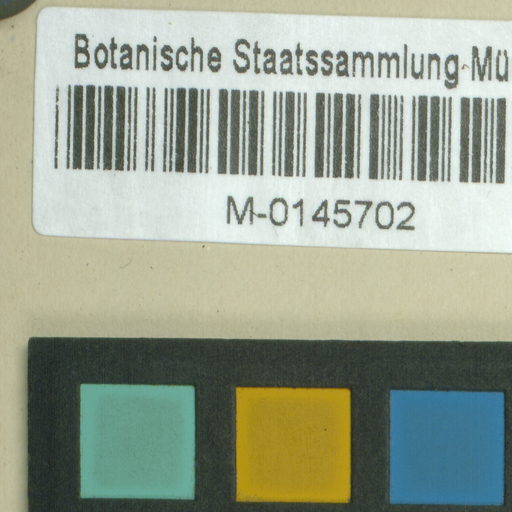 Botanische Staatssammlung Mü
M-0145702